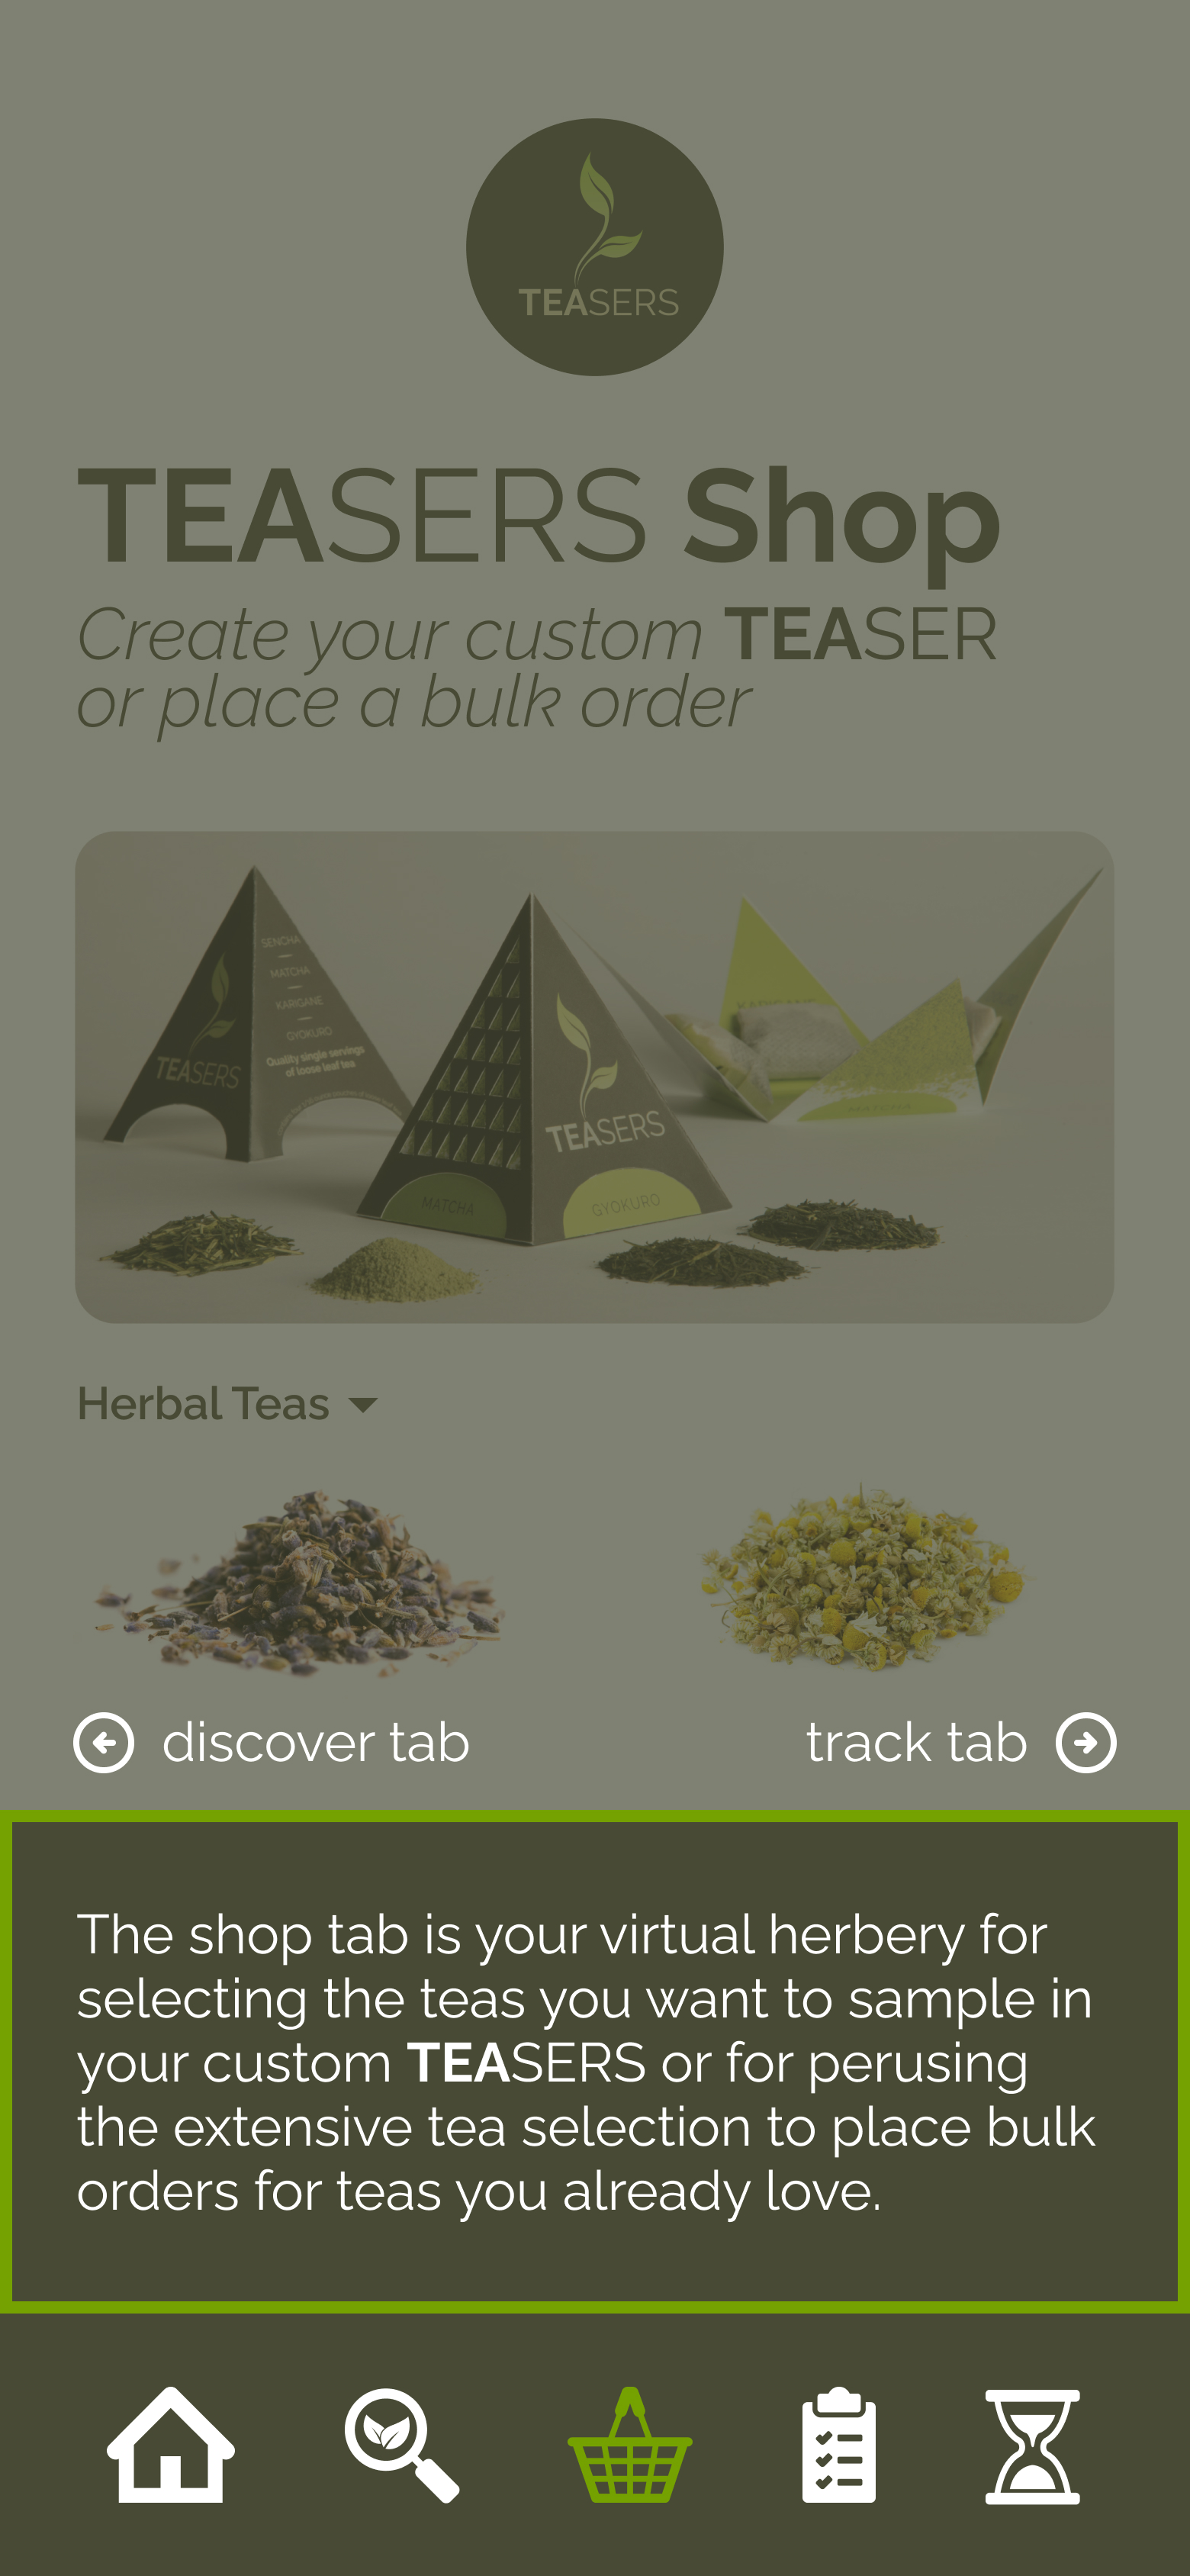 TEASERS
TEASERS Shop
Create your custom TEASER
or place a bulk order
SENCHA
MATCHA
KARIGANE
GYOKURO
Quality single servings
of loose leaf tea
TEASERS
TEASERS
MATCHA
GYOKURO
KARIGANE
MATCHA
Herbal Teas
discover tab
track tab
The shop tab is your virtual herbery for
selecting the teas you want to sample in
your custom TEASERS or for perusing
the extensive tea selection to place bulk
orders for teas you already love.